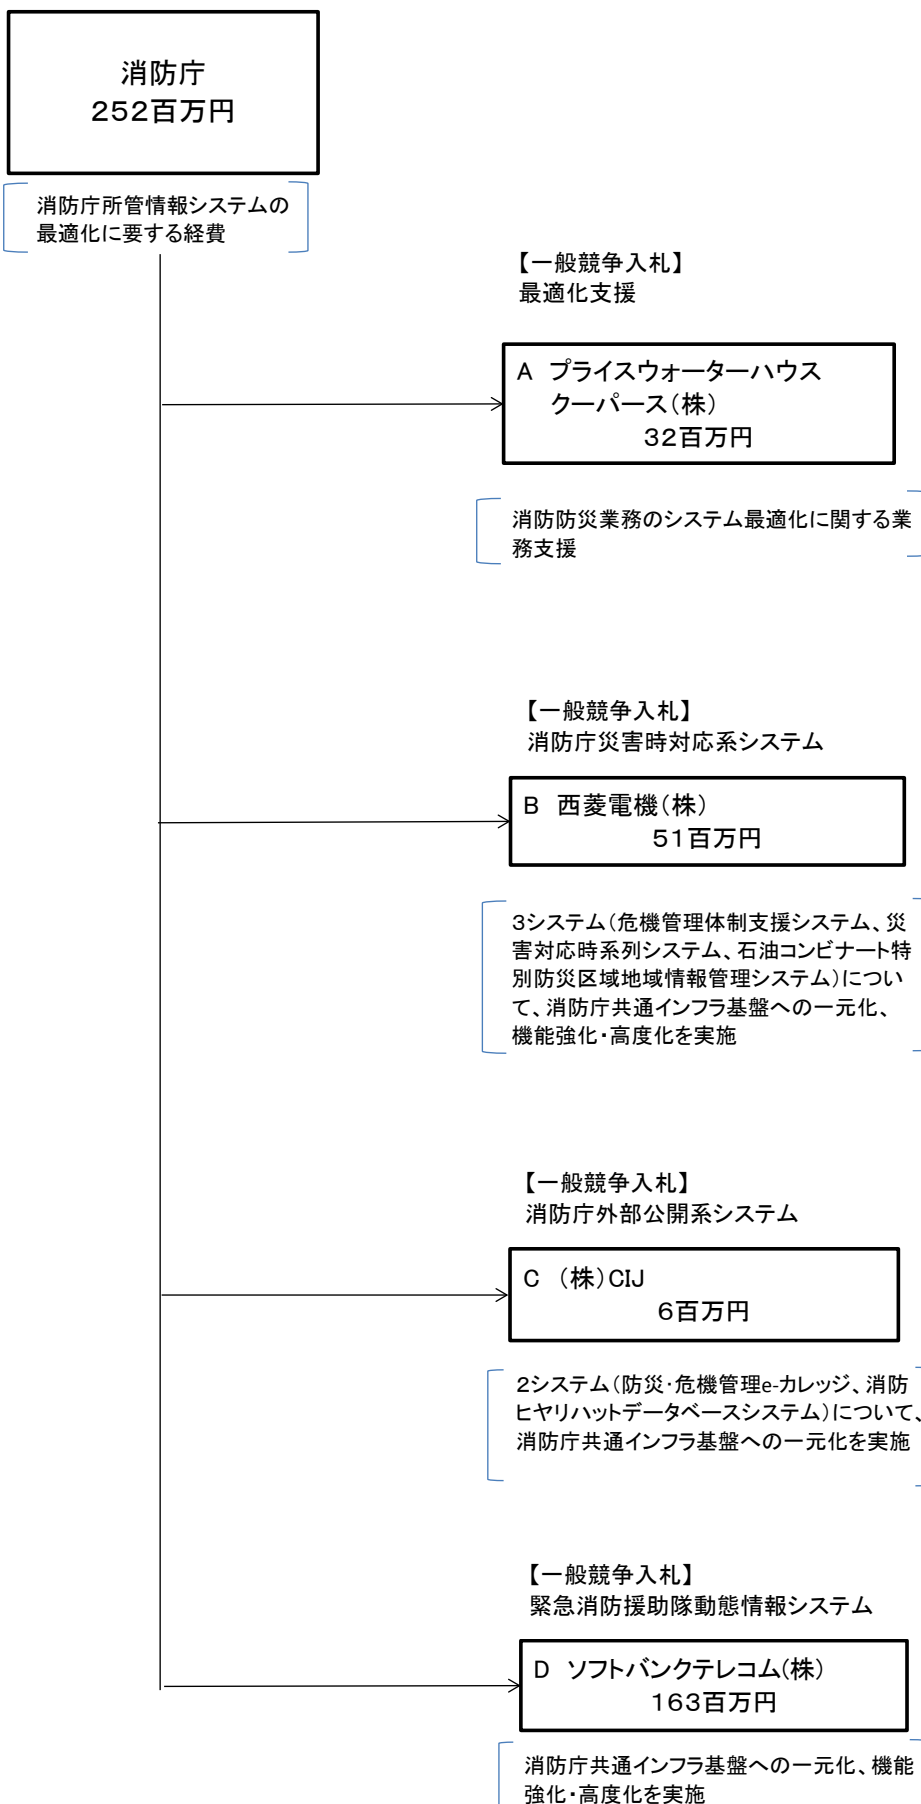 消防庁
252百万円
消防庁所管情報システムの
最適化に要する経費
【一般競争入札】
最適化支援
A プライスウォーターハウス
クーパース(株)
32百万円
消防防災業務のシステム最適化に関する業
務支援
【一般競争入札】
消防庁災害時対応系システム
B 西菱電機(株)
51百万円
3システム(危機管理体制支援システム、災
害対応時系列システム、石油コンビナート特
別防災区域地域情報管理システム)につい
て、消防庁共通インフラ基盤への一元化、
機能強化・高度化を実施
【一般競争入札】
消防庁外部公開系システム
C (株)CIJ
6百万円
2システム(防災・危機管理e-カレッジ、消防
ヒヤリハットデータベースシステム)について、
消防庁共通インフラ基盤への一元化を実施
【一般競争入札】
緊急消防援助隊動態情報システム
D ソフトバンクテレコム(株)
163百万円
消防庁共通インフラ基盤への一元化、機能
強化・高度化を実施